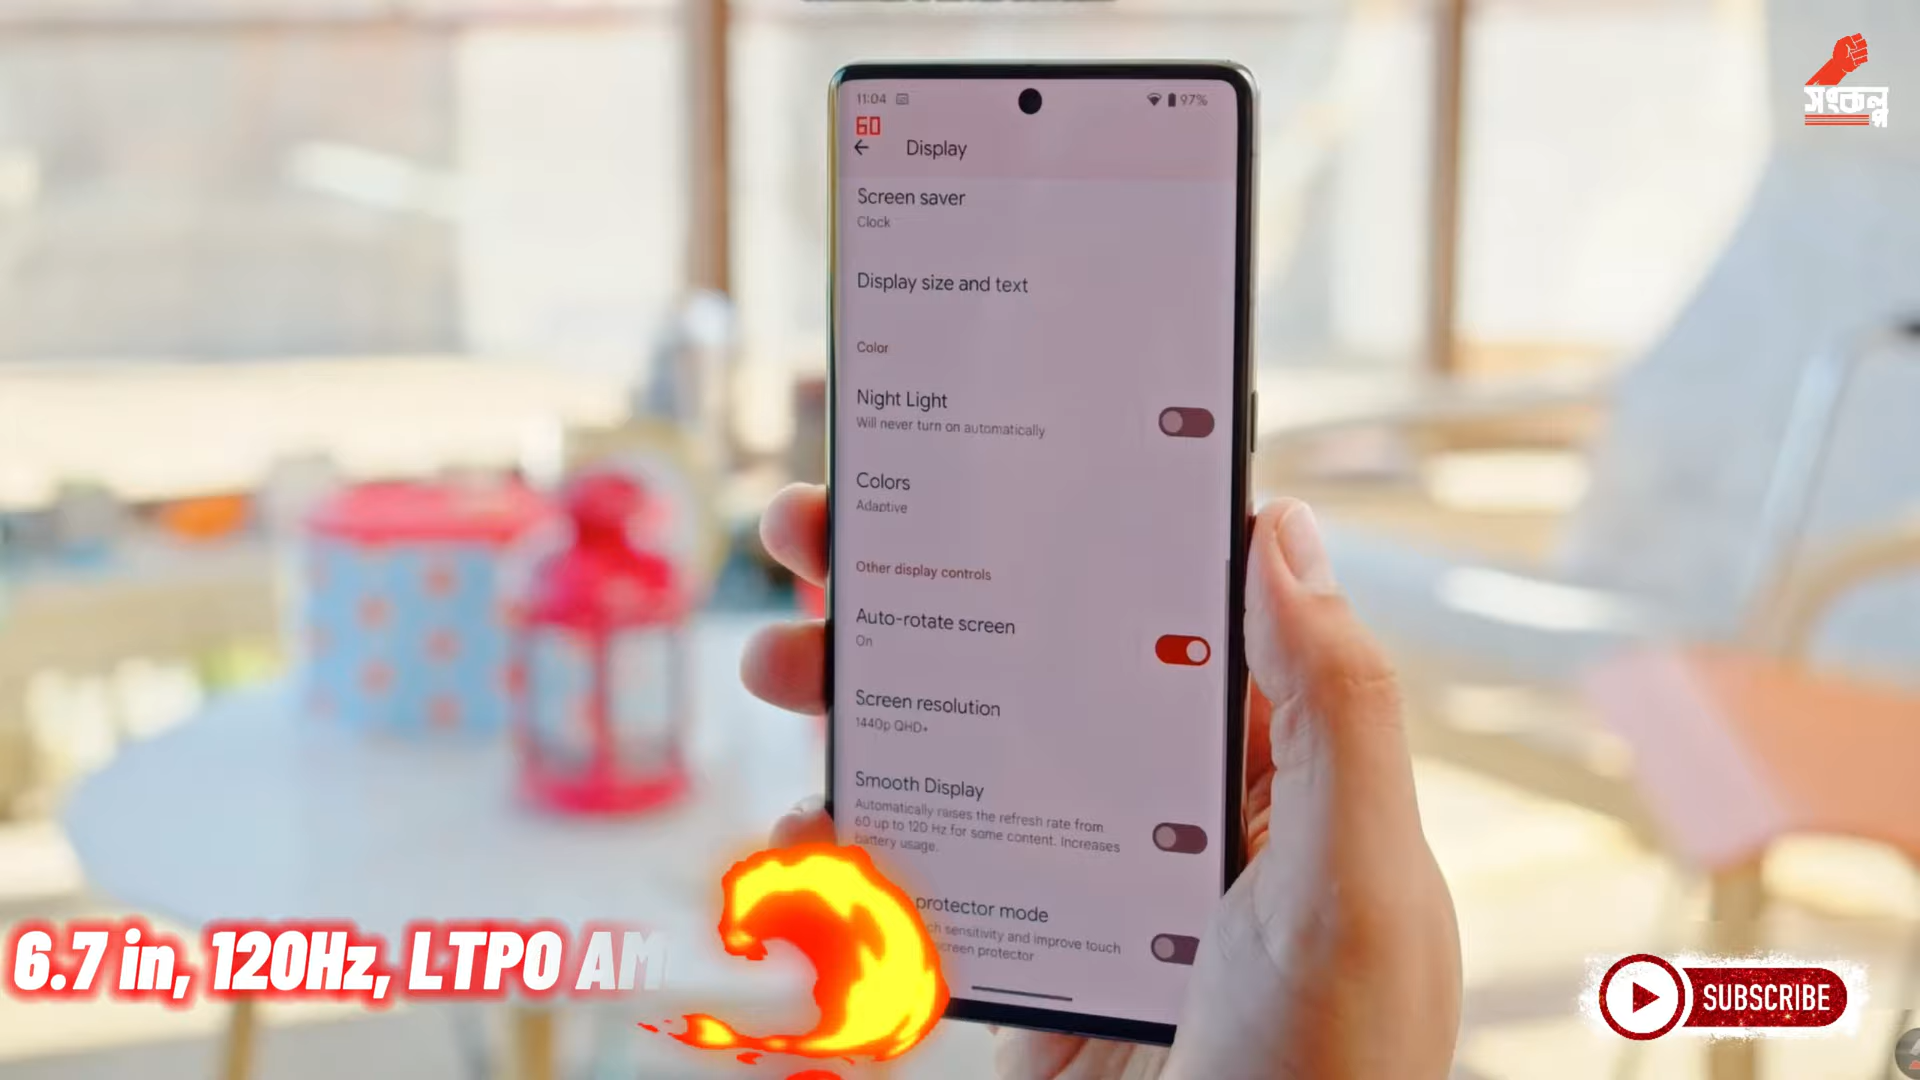 সংকল্প
11:04
97%
60
Display
Screen saver
Clock
Display size and text
Color
Night Light
Will never turn on automatically
Colors
Adaptive
Other display controls
Auto-rotate screen
On
Screen resolution
1440p QHD+
Smooth Display
Automatically raises the refresh rate from
60 up to 120 Hz for some content. Increases
battery usage.
protector mode
sensitivity and improve touch
screen protector
6.7 in, 120Hz, LTPO AM
SUBSCRIBE